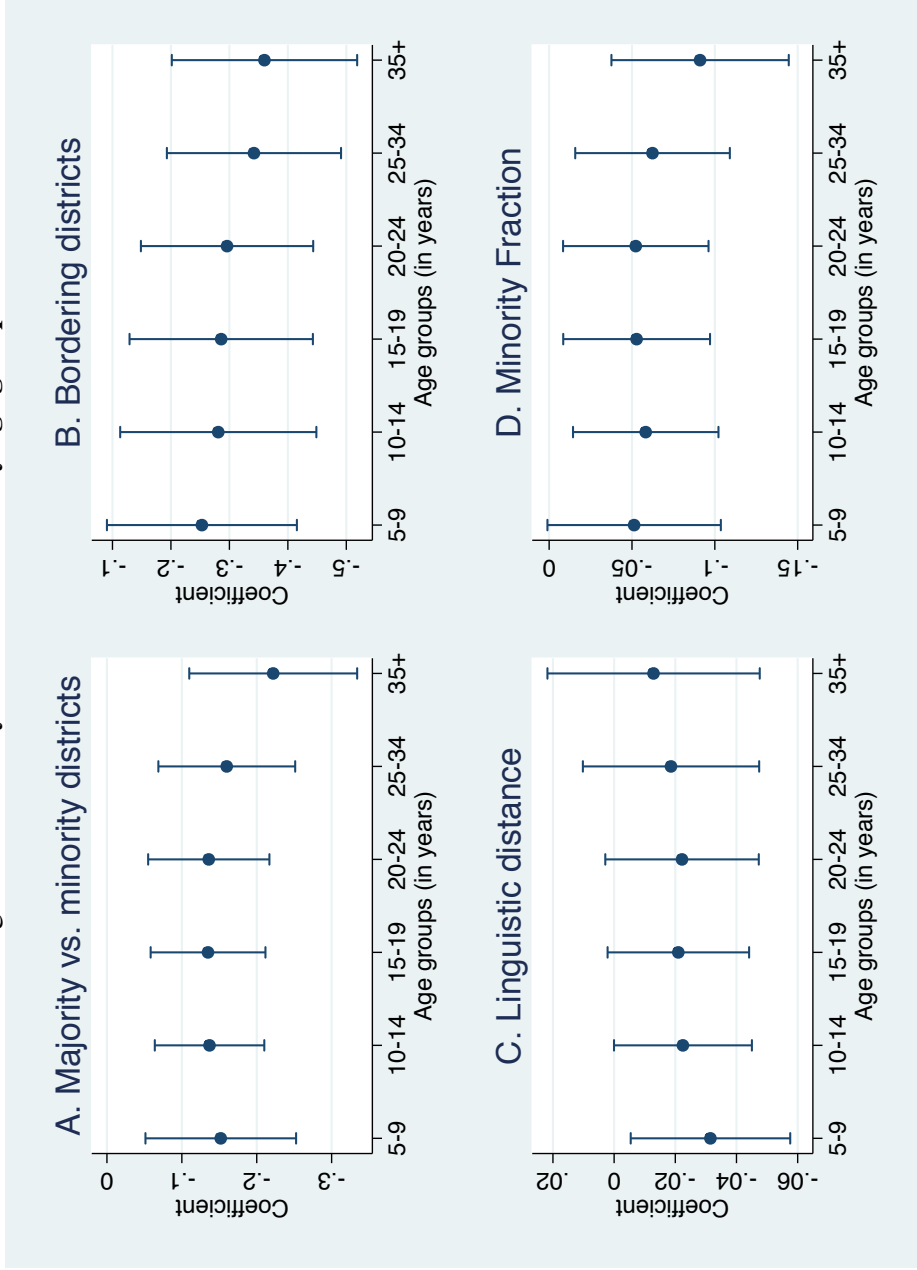 A. Majority vs. minority districts
Coefficient
0
-.1
-.2
-.3
5-9 10-14 15-19 20-24 25-34 35+
Age groups (in years)
B. Bordering districts
Coefficient
-.1
-.2
-.3
-.4
-.5
5-9 10-14 15-19 20-24 25-34 35+
Age groups (in years)
C. Linguistic distance
Coefficient
.02
0
-.02
-.04
-.06
5-9 10-14 15-19 20-24 25-34 35+
Age groups (in years)
D. Minority Fraction
Coefficient
0
-.05
-.1
-.15
5-9 10-14 15-19 20-24 25-34 35+
Age groups (in years)